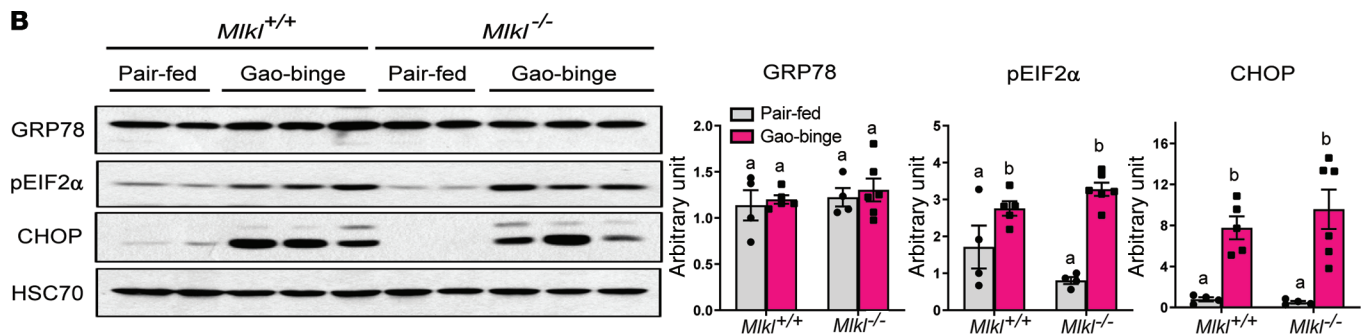 B
Mlkl+/+ Mlkl-/-
Pair-fed Gao-binge Pair-fed Gao-binge
GRP78
pEIF2α
CHOP
HSC70
GRP78
Pair-fed
Gao-binge
Arbitrary unit
2.0
1.5
1.0
0.5
0.0
a a a a
Mlkl+/+ Mlkl-/-
pEIF2α
Arbitrary unit
5
4
3
2
1
0
a b a b
Mlkl+/+ Mlkl-/-
CHOP
Arbitrary unit
16
12
8
4
0
a b a b
Mlkl+/+ Mlkl-/-